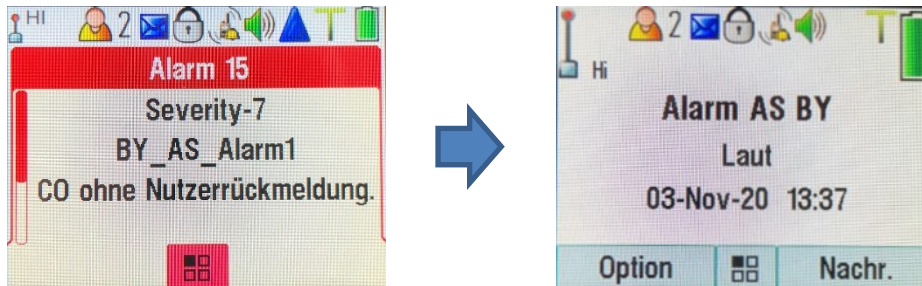 HI 2 T
Alarm 15
Severity-7
BY_AS_Alarm1
CO ohne Nutzerrückmeldung.
2 T
Hi
Alarm AS BY
Laut
03-Nov-20 13:37
Option Nachr.